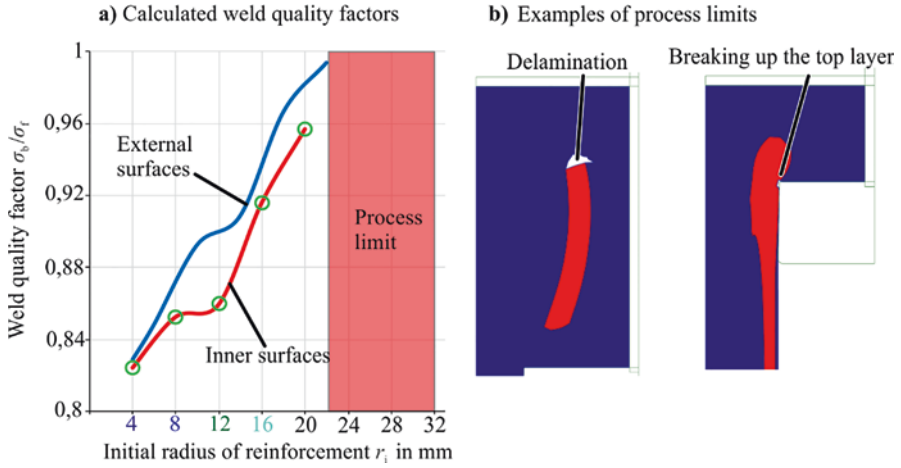 a) Calculated weld quality factors
1
0,96
0,92
0,88
0,84
0,8
Weld quality factor σb/σf
External
surfaces
Inner surfaces
Process
limit
4 8 12 16 20 24 28 32
Initial radius of reinforcement ri in mm
b) Examples of process limits
Delamination
Breaking up the top layer